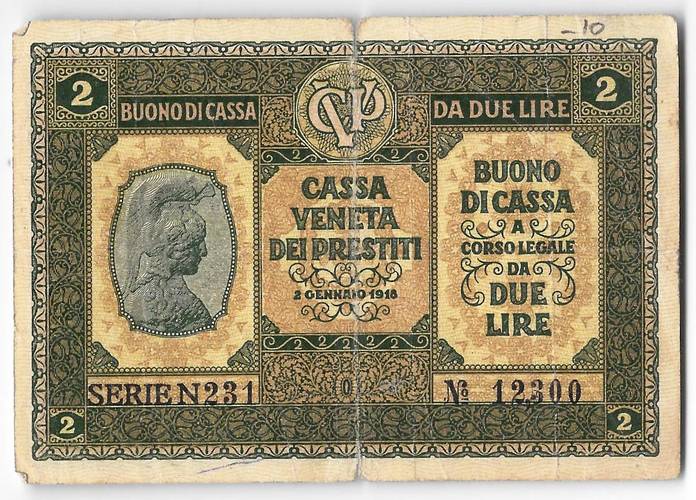 -10
2
BUONO DI CASSA
CVP
DA DUE LIRE
2
CASSA
VENETA
DEI PRESTITI
2 GENNAIO 1918
BUONO
DI CASSA
A
CORSO LEGALE
DA
DUE
LIRE
SERIE N231
№ 12300
2
2